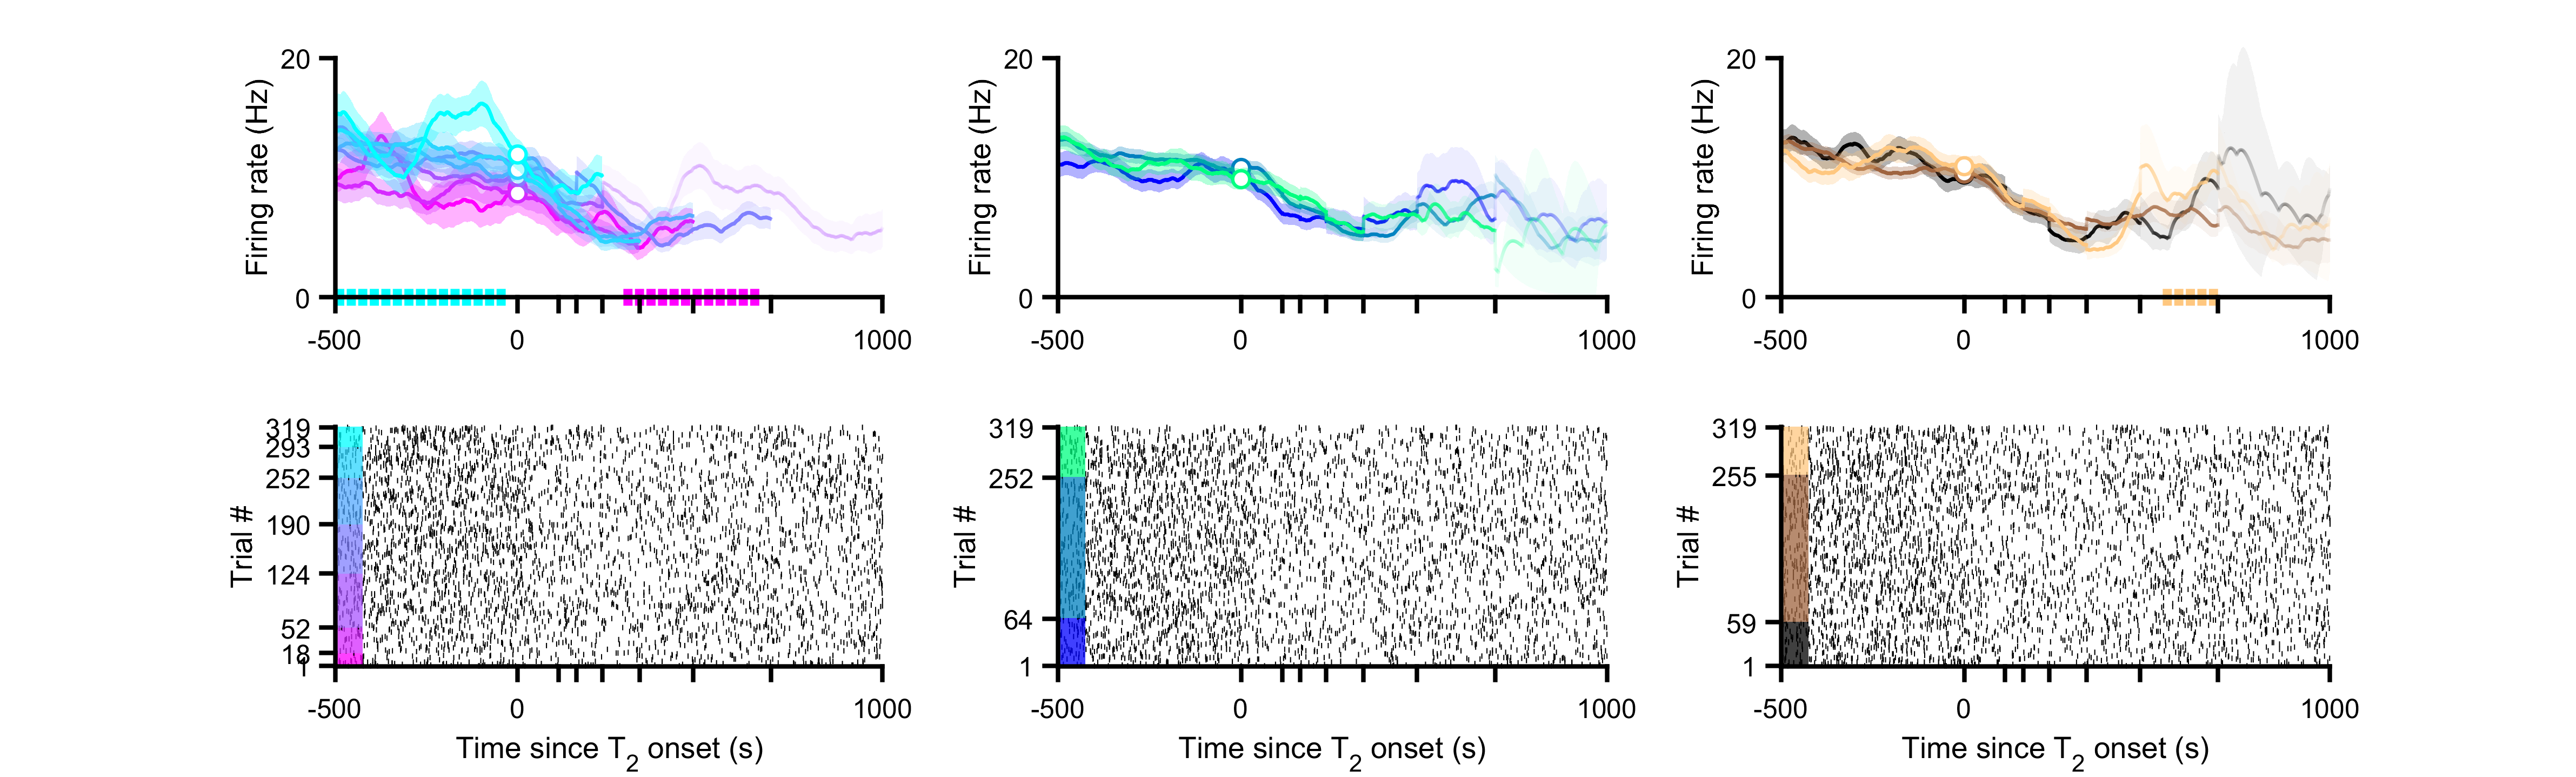 20
Firing rate (Hz)
0
-500 0 1000
20
Firing rate (Hz)
0
-500 0 1000
20
Firing rate (Hz)
0
-500 0 1000
319
293
252
190
124
52
18
1
Trial #
-500 0 1000
Time since T2 onset (s)
319
252
64
1
Trial #
-500 0 1000
Time since T2 onset (s)
319
255
59
1
Trial #
-500 0 1000
Time since T2 onset (s)